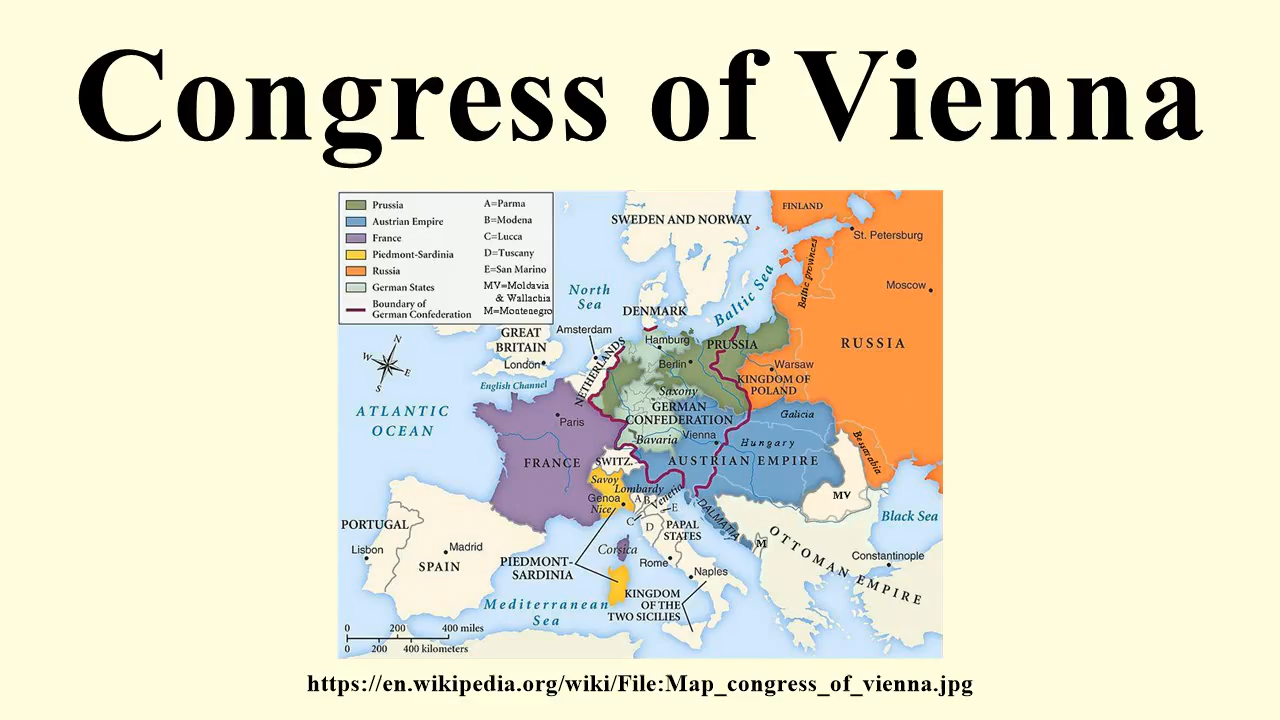 Congress of Vienna
Prussia
Austrian Empire
France
Piedmont-Sardinia
Russia
German States
Boundary of
German Confederation
A=Parma
B=Modena
C=Lucca
D=Tuscany
E=San Marino
MV=Moldavia
& Wallachia
M=Montenegro
SWEDEN AND NORWAY
FINLAND
St. Petersburg
Baltic provinces
Moscow
North
Sea
Baltic Sea
DENMARK
Amsterdam
GREAT
BRITAIN
London
NETHERLANDS
Hamburg
PRUSSIA
RUSSIA
N
W
E
S
English Channel
Berlin
Warsaw
KINGDOM OF
POLAND
Saxony
ATLANTIC
OCEAN
Paris
GERMAN
CONFEDERATION
Galicia
Bavaria
Vienna
Hungary
Bessarabia
FRANCE
SWITZ.
AUSTRIAN EMPIRE
Savoy
Lombardy
Venetia
Genoa
Nice
A
B
C
D
E
MV
DALMATIA
PORTUGAL
PAPAL
STATES
M
Black Sea
Lisbon
Madrid
SPAIN
Corsica
PIEDMONT-
SARDINIA
Rome
Naples
OTTOMAN EMPIRE
Constantinople
KINGDOM
OF THE
TWO SICILIES
Mediterranean
Sea
0 200 400 miles
0 200 400 kilometers
https://en.wikipedia.org/wiki/File:Map_congress_of_vienna.jpg